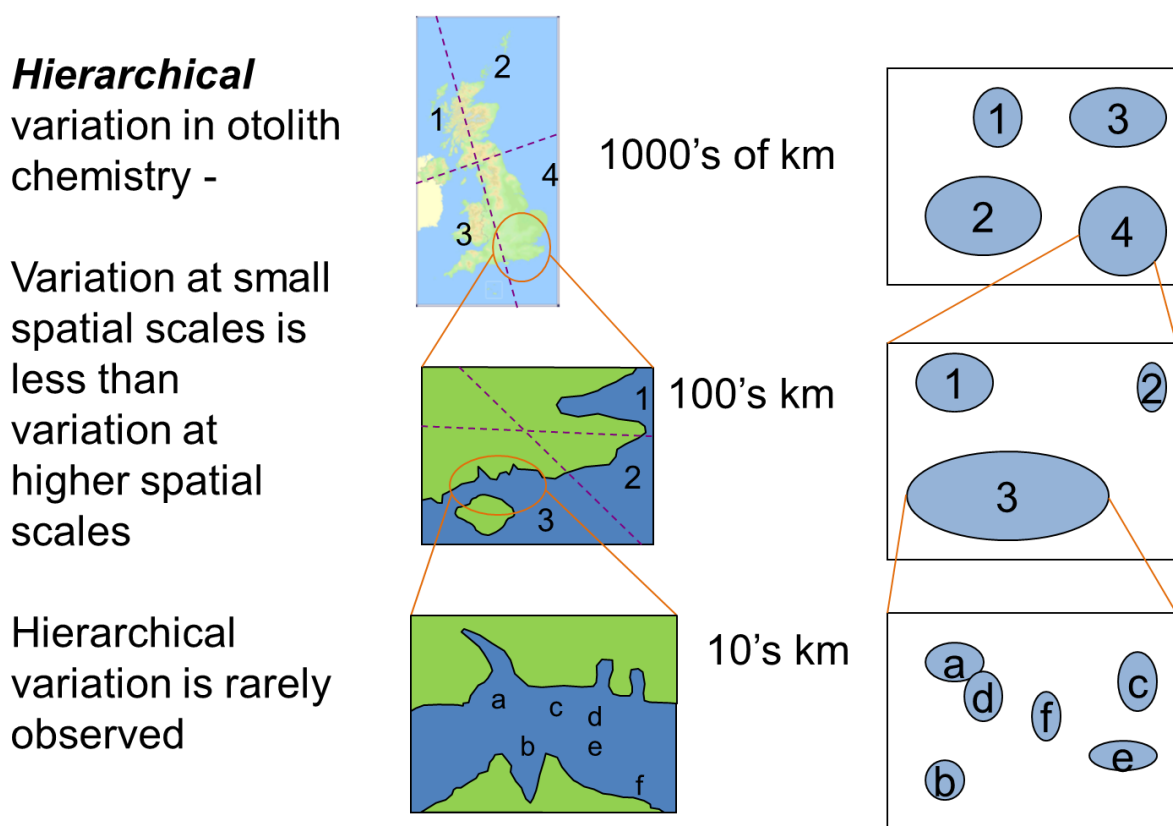 Hierarchical
variation in otolith
chemistry -
Variation at small
spatial scales is
less than
variation at
higher spatial
scales
Hierarchical
variation is rarely
observed
2
1
4
3
1000's of km
1
3
2
4
1
2
3
100's km
1
2
3
a
c
d
b
e
f
10's km
a
d
c
f
e
b